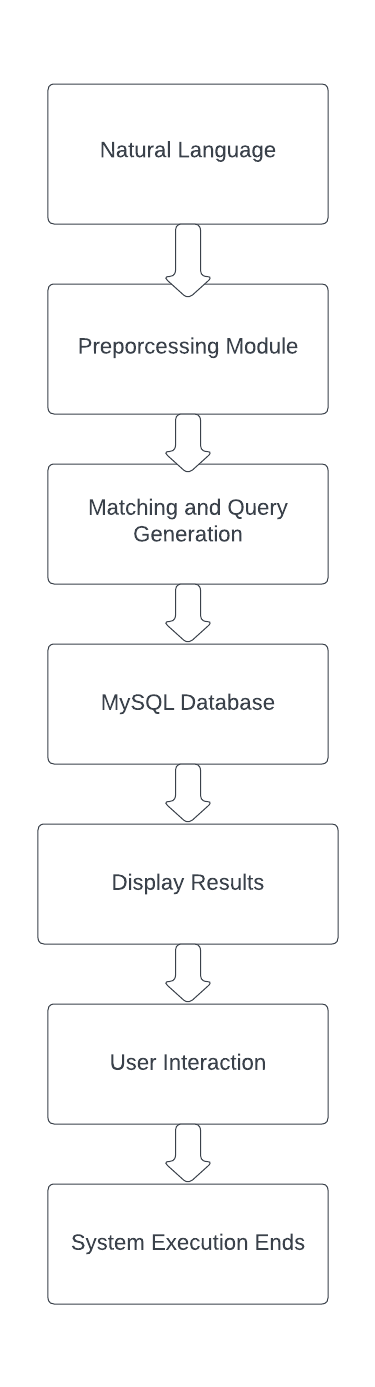 Natural Language
Preporcessing Module
Matching and Query
Generation
MySQL Database
Display Results
User Interaction
System Execution Ends